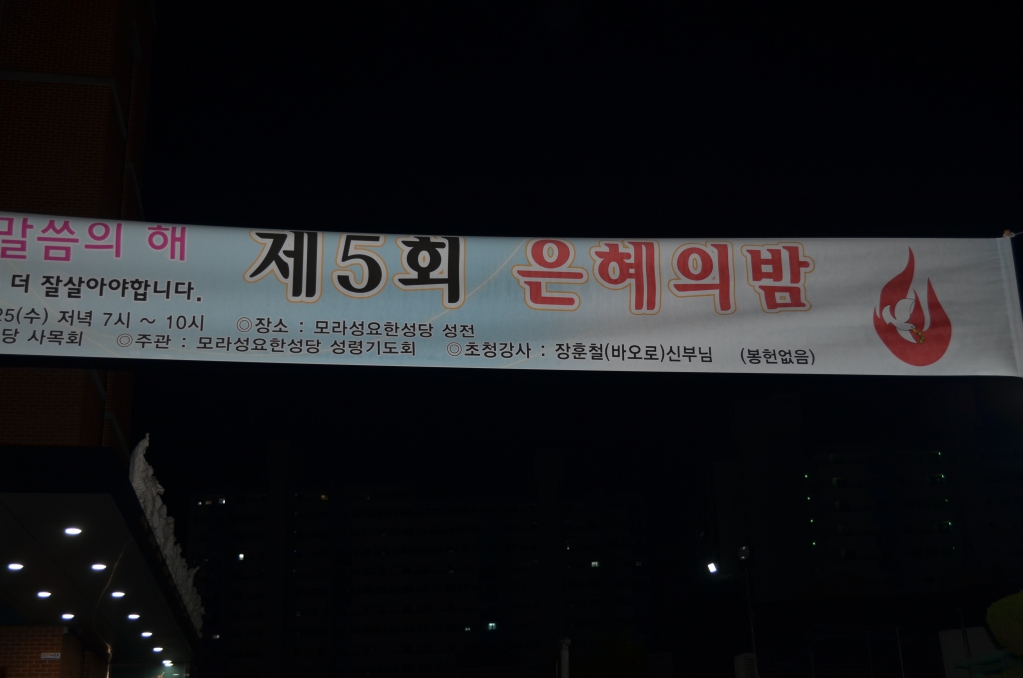 말씀의 해
제5회 은혜의밤
더 잘살아야합니다.
25(수) 저녁 7시 ~ 10시 ◎장소 : 모라성요한성당 성전
당 사목회 ◎주관 : 모라성요한성당 성령기도회 ◎초청강사 : 장훈철(바오로)신부님 (봉헌없음)